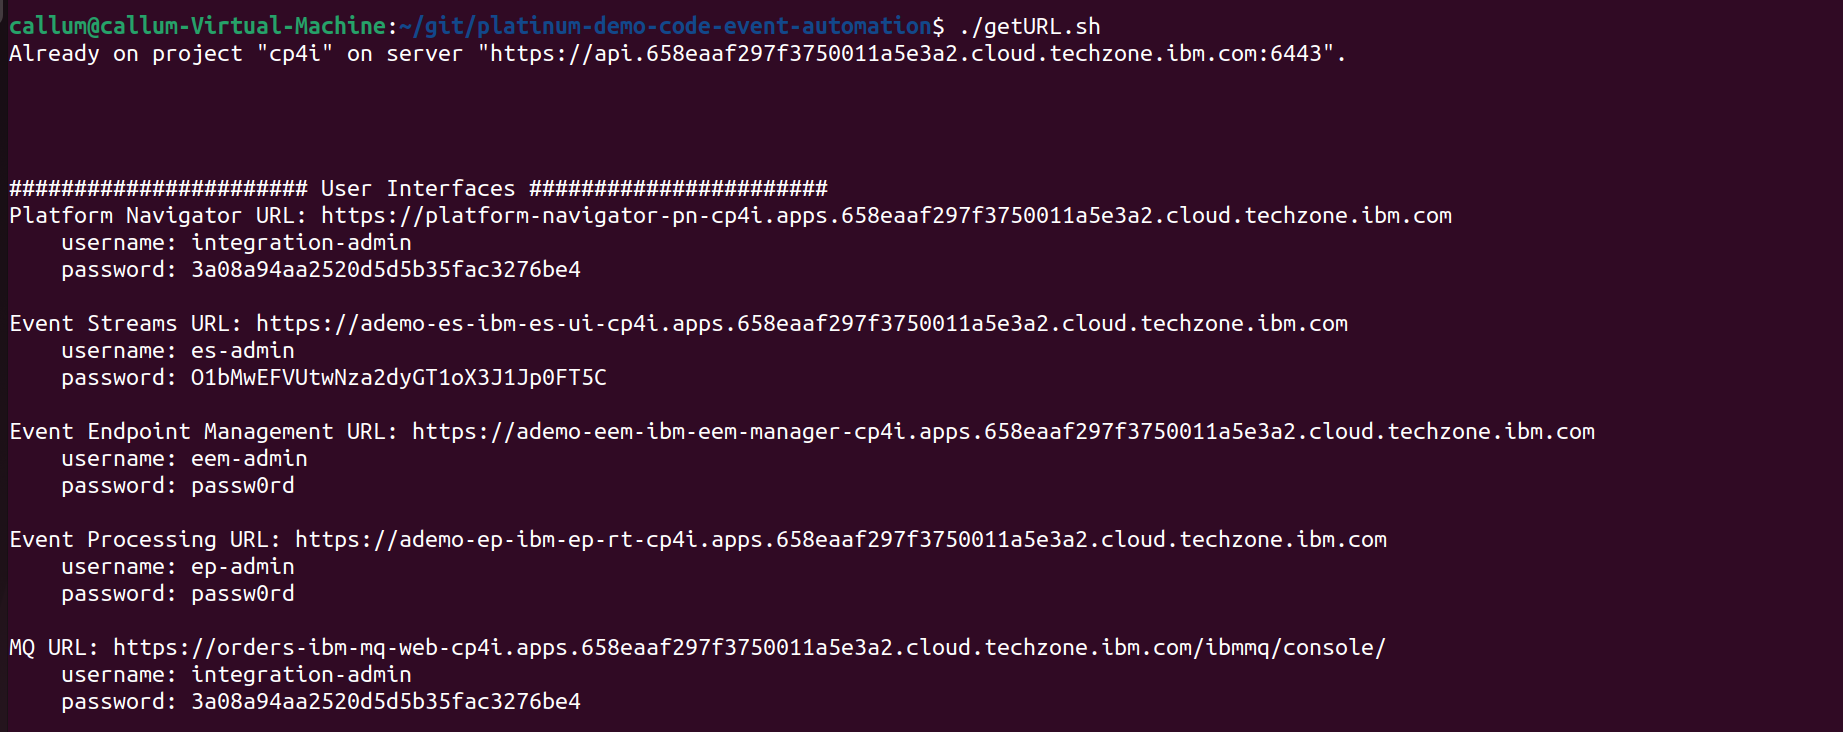 callum@callum-Virtual-Machine:~/git/platinum-demo-code-event-automation$ ./getURL.sh
Already on project "cp4i" on server "https://api.658eaaf297f3750011a5e3a2.cloud.techzone.ibm.com:6443".
####################### User Interfaces #######################
Platform Navigator URL: https://platform-navigator-pn-cp4i.apps.658eaaf297f3750011a5e3a2.cloud.techzone.ibm.com
username: integration-admin
password: 3a08a94aa2520d5d5b35fac3276be4
Event Streams URL: https://ademo-es-ibm-es-ui-cp4i.apps.658eaaf297f3750011a5e3a2.cloud.techzone.ibm.com
username: es-admin
password: O1bMwEFVUtwNza2dyGT1oX3J1Jp0FT5C
Event Endpoint Management URL: https://ademo-eem-ibm-eem-manager-cp4i.apps.658eaaf297f3750011a5e3a2.cloud.techzone.ibm.com
username: eem-admin
password: passw0rd
Event Processing URL: https://ademo-ep-ibm-ep-rt-cp4i.apps.658eaaf297f3750011a5e3a2.cloud.techzone.ibm.com
username: ep-admin
password: passw0rd
MQ URL: https://orders-ibm-mq-web-cp4i.apps.658eaaf297f3750011a5e3a2.cloud.techzone.ibm.com/ibmmq/console/
username: integration-admin
password: 3a08a94aa2520d5d5b35fac3276be4